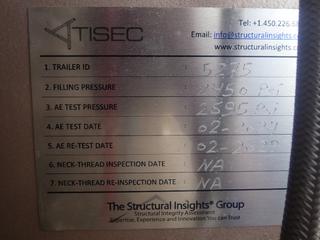 TISEC
Tel: +1.450.226.
Email: info@structuralinsights.
www.structuralinsights.c
1. TRAILER ID : 5275
2. FILLING PRESSURE : 2450 Psi
3. AE TEST PRESSURE : 2595 Psi
4. AE TEST DATE : 02-
5. AE RE-TEST DATE : 02-
6. NECK-THREAD INSPECTION DATE : NA
7. NECK-THREAD RE-INSPECTION DATE : NA
The Structural Insights® Group
Structural Integrity Assessment
Expertise, Experience and Innovation You can Trust